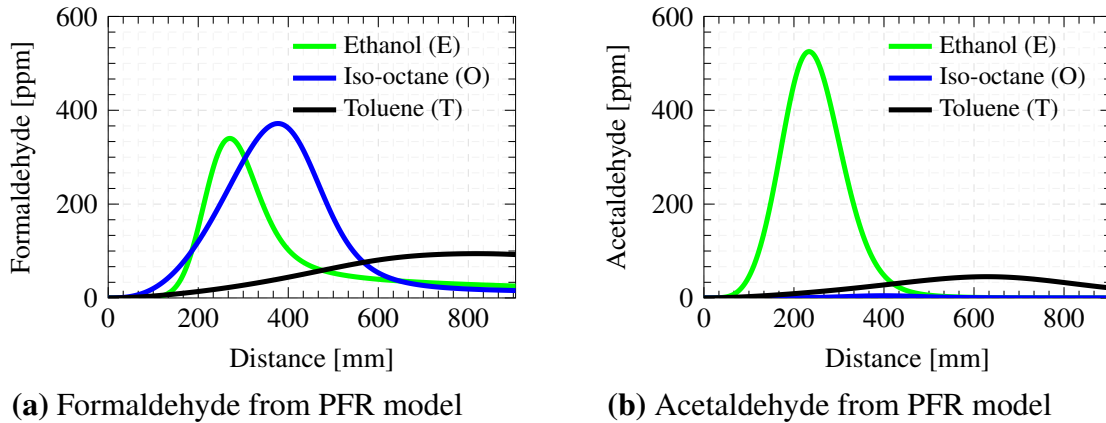 600
400
200
0
Formaldehyde [ppm]
Ethanol (E)
Iso-octane (O)
Toluene (T)
0 200 400 600 800
Distance [mm]
(a) Formaldehyde from PFR model
600
400
200
0
Acetaldehyde [ppm]
Ethanol (E)
Iso-octane (O)
Toluene (T)
0 200 400 600 800
Distance [mm]
(b) Acetaldehyde from PFR model